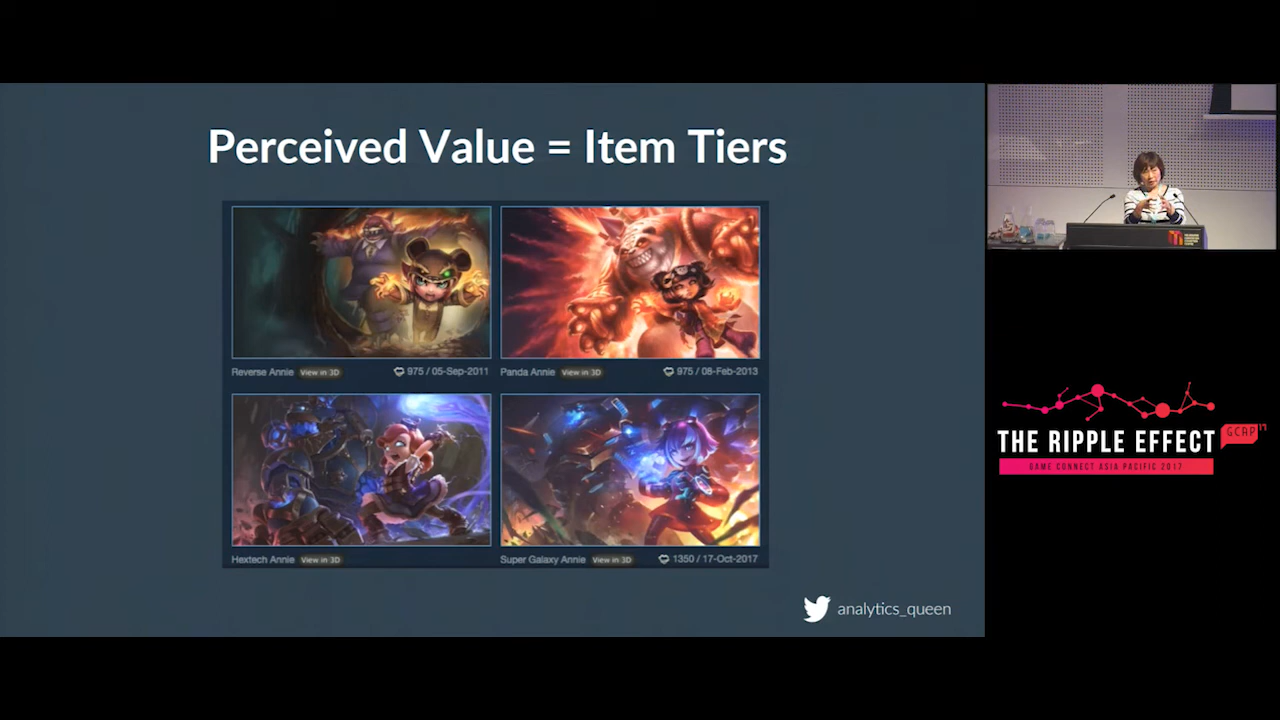 Perceived Value = Item Tiers
Reverse Annie View in 3D 975 / 05-Sep-2011
Panda Annie View in 3D 975 / 08-Feb-2013
Hextech Annie View in 3D
Super Galaxy Annie View in 3D 1350 / 17-Oct-2017
analytics_queen
THE RIPPLE EFFECT
GCAP 17
GAME CONNECT ASIA PACIFIC 2017